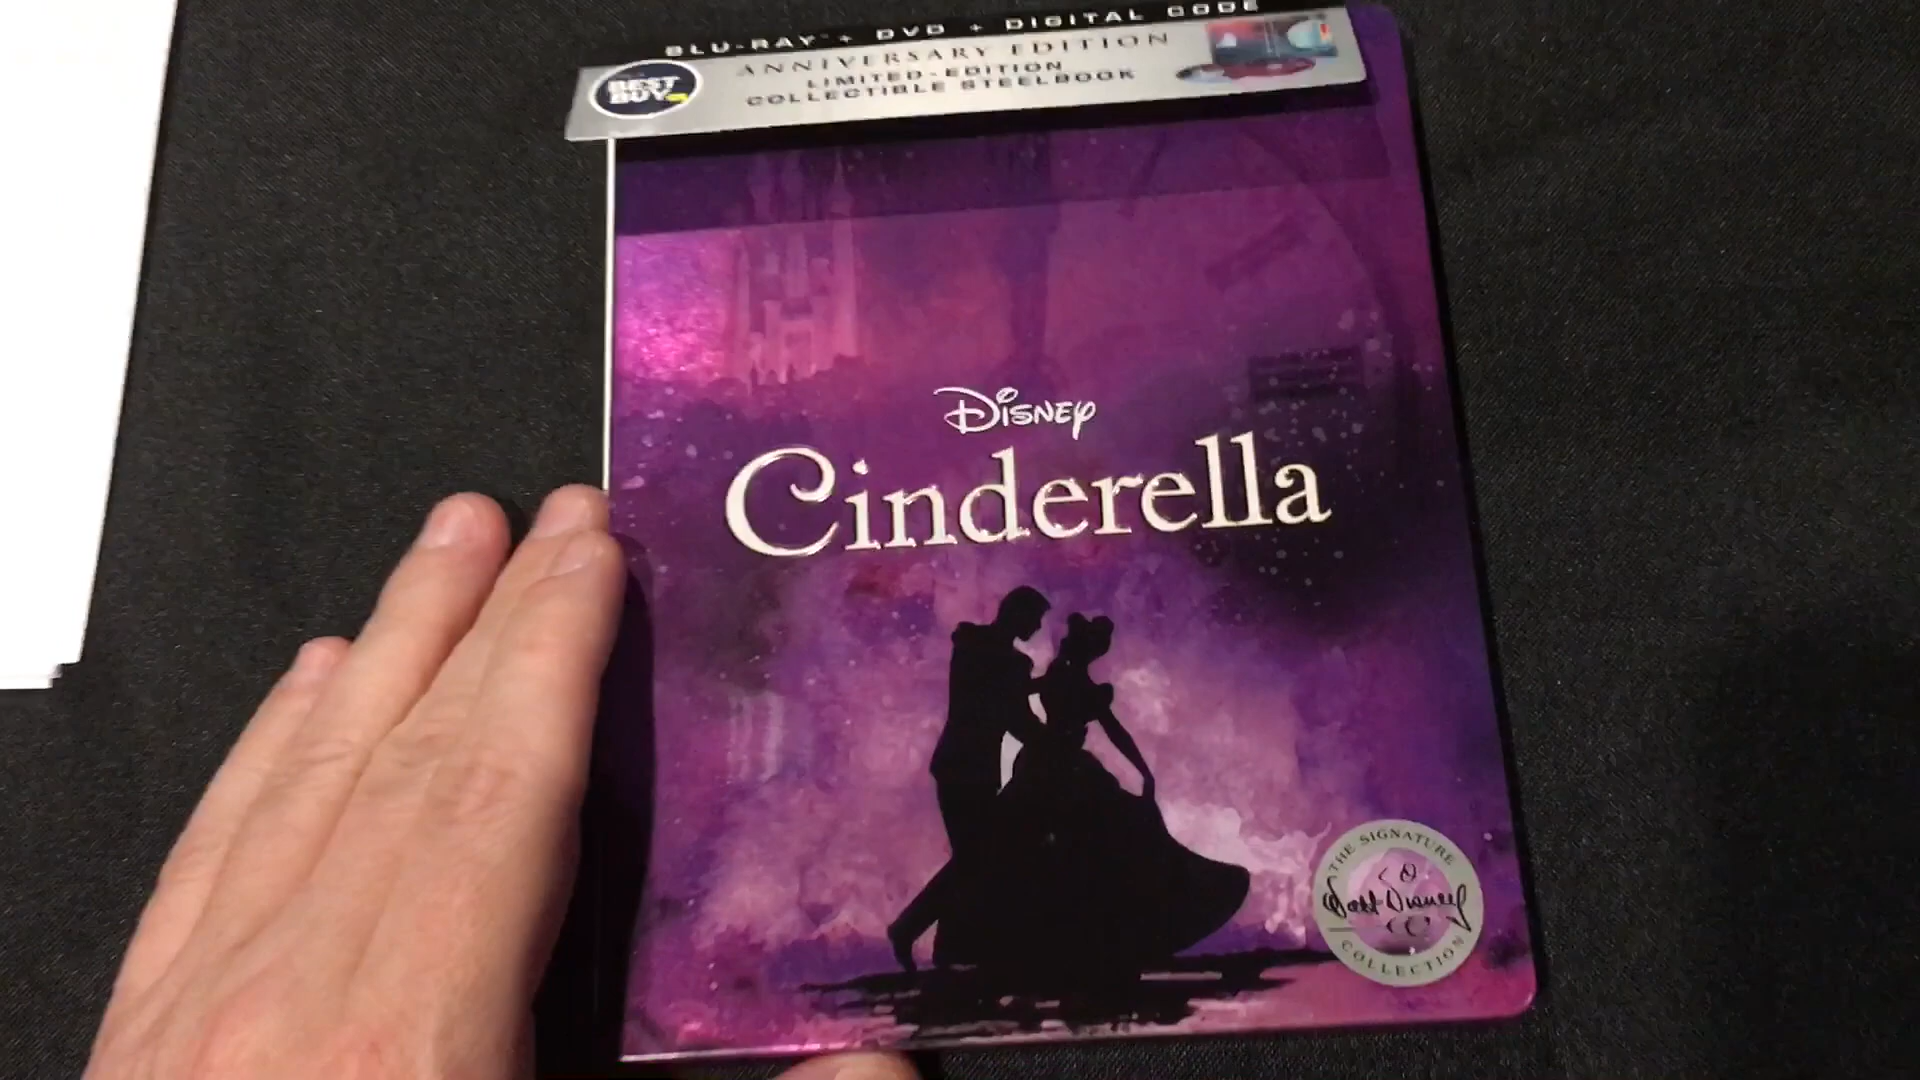 BLU-RAY™ + DVD + DIGITAL CODE
BEST
BUY
ANNIVERSARY EDITION
LIMITED-EDITION
COLLECTIBLE STEELBOOK
Disney
Cinderella
THE SIGNATURE
Walt Disney
COLLECTION